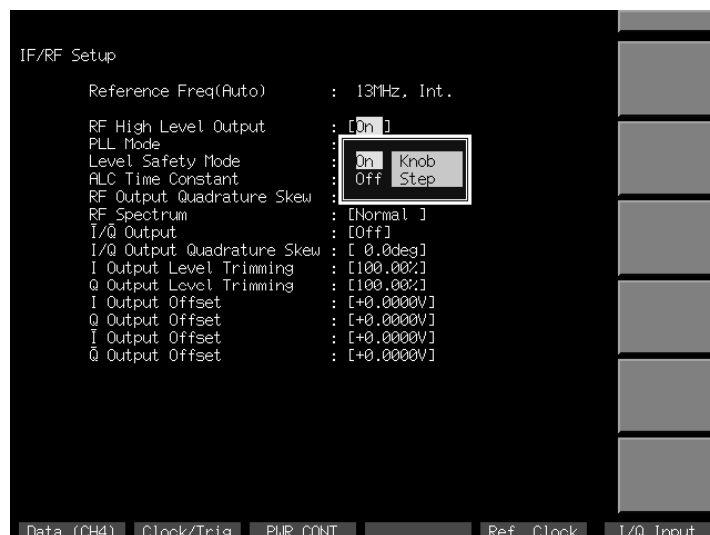 IF/RF Setup
Reference Freq(Auto) : 13MHz, Int.
RF High Level Output : [On ]
PLL Mode :
Level Safety Mode : On Knob
ALC Time Constant : Off Step
RF Output Quadrature Skew :
RF Spectrum : [Normal ]
Ī/Q̄ Output : [Off]
I/Q Output Quadrature Skew : [ 0.0deg]
I Output Level Trimming : [100.00%]
Q Output Level Trimming : [100.00%]
I Output Offset : [+0.0000V]
Q Output Offset : [+0.0000V]
Ī Output Offset : [+0.0000V]
Q̄ Output Offset : [+0.0000V]
Data (CH4) Clock/Trig PWR CONT Ref. Clock I/Q Input